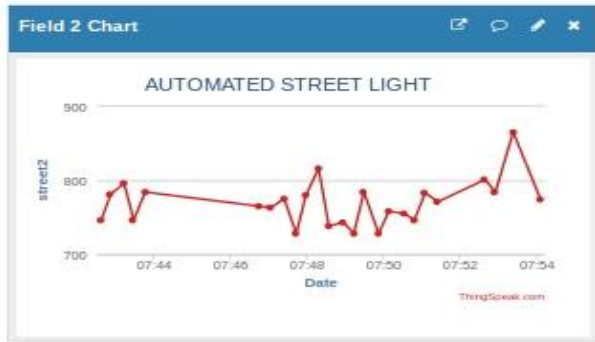 Field 2 Chart
AUTOMATED STREET LIGHT
900
800
700
street2
07:44 07:46 07:48 07:50 07:52 07:54
Date
ThingSpeak.com